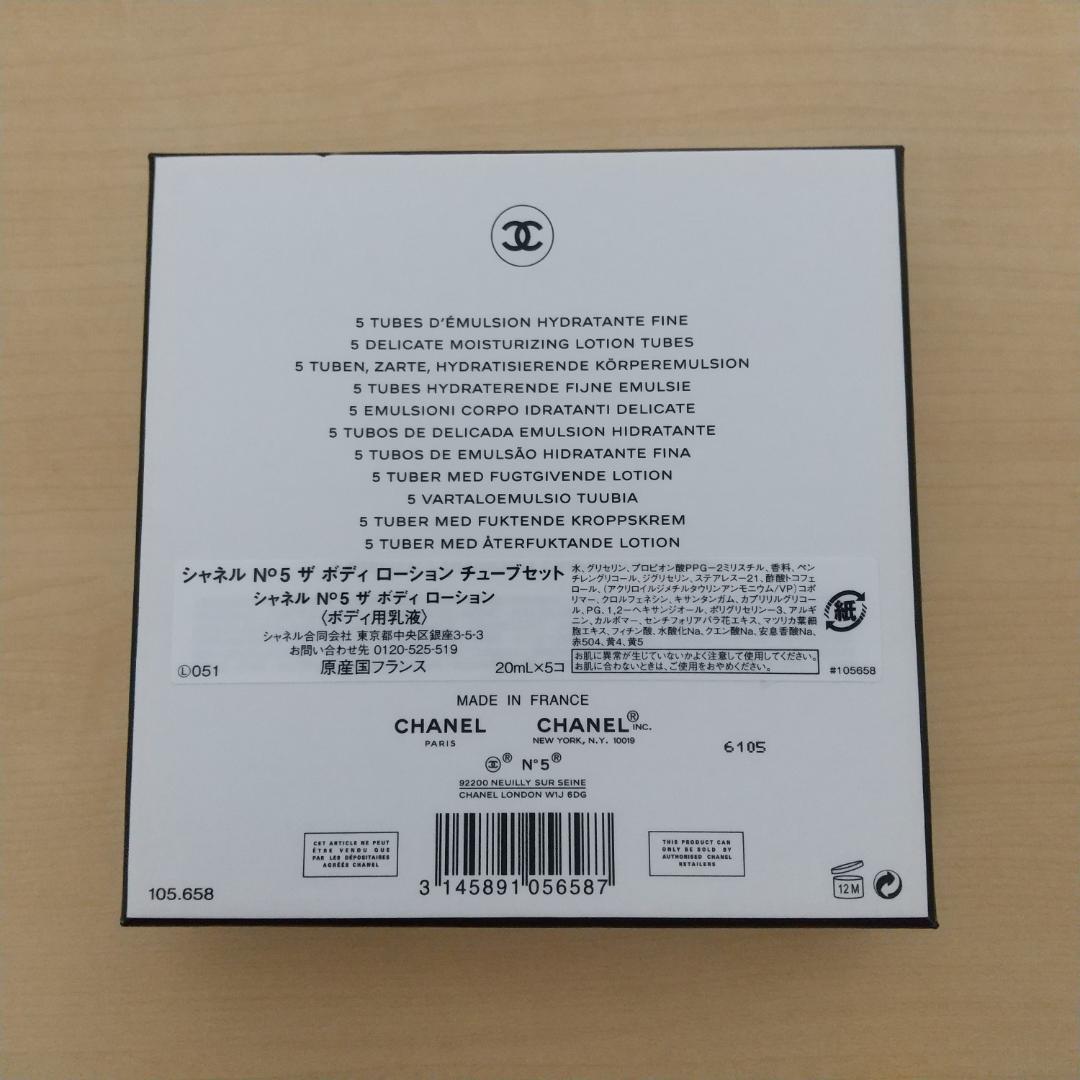 5 TUBES D'ÉMULSION HYDRATANTE FINE
5 DELICATE MOISTURIZING LOTION TUBES
5 TUBEN, ZARTE, HYDRATISIERENDE KÖRPEREMULSION
5 TUBES HYDRATERENDE FIJNE EMULSIE
5 EMULSIONI CORPO IDRATANTI DELICATE
5 TUBOS DE DELICADA EMULSION HIDRATANTE
5 TUBOS DE EMULSÃO HIDRATANTE FINA
5 TUBER MED FUGTGIVENDE LOTION
5 VARTALOEMULSIO TUUBIA
5 TUBER MED FUKTENDE KROPPSKREM
5 TUBER MED ÅTERFUKTANDE LOTION
シャネル Nº5 ザ ボディ ローション チューブセット
シャネル Nº5 ザ ボディ ローション
〈ボディ用乳液〉
シャネル合同会社 東京都中央区銀座3-5-3
お問い合わせ先 0120-525-519
Ⓛ051
原産国フランス
20mL×5コ
水、グリセリン、プロピオン酸PPG-2ミリスチル、香料、ペン
チレングリコール、ジグリセリン、ステアレス-21、酢酸トコフェ
ロール、(アクリロイルジメチルタウリンアンモニウム/VP)コポ
リマー、クロルフェネシン、キサンタンガム、カプリリルグリコー
ル、PG、1,2-ヘキサンジオール、ポリグリセリン-3、アルギ
ニン、カルボマー、センチフォリアバラ花エキス、マツリカ葉細
胞エキス、フィチン酸、水酸化Na、クエン酸Na、安息香酸Na、
赤504、黄4、黄5
お肌に異常が生じていないかよく注意して使用してください。
お肌に合わないときは、ご使用をおやめください。
紙
#105658
MADE IN FRANCE
CHANEL
PARIS
CHANEL® INC.
NEW YORK, N.Y. 10019
6105
® N°5®
92200 NEUILLY SUR SEINE
CHANEL LONDON W1J 6DG
CET ARTICLE NE PEUT
ÊTRE VENDU QUE
PAR LES DÉPOSITAIRES
AGRÉÉS CHANEL
THIS PRODUCT CAN
ONLY BE SOLD BY
AUTHORISED CHANEL
RETAILERS
3 145891 056587
105.658
12 M